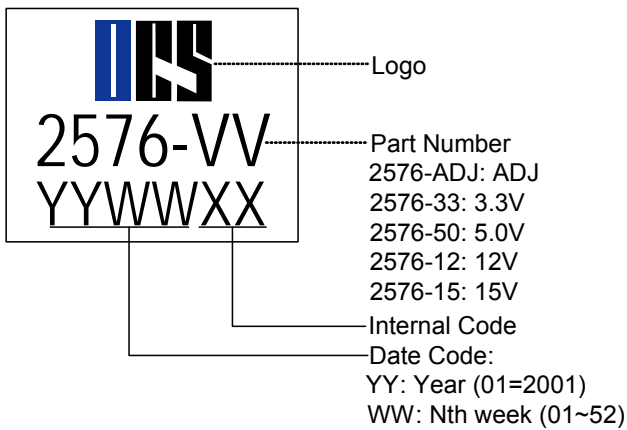 OCS
Logo
2576-VV
Part Number
2576-ADJ: ADJ
2576-33: 3.3V
2576-50: 5.0V
2576-12: 12V
2576-15: 15V
YYWWXX
Internal Code
Date Code:
YY: Year (01=2001)
WW: Nth week (01~52)